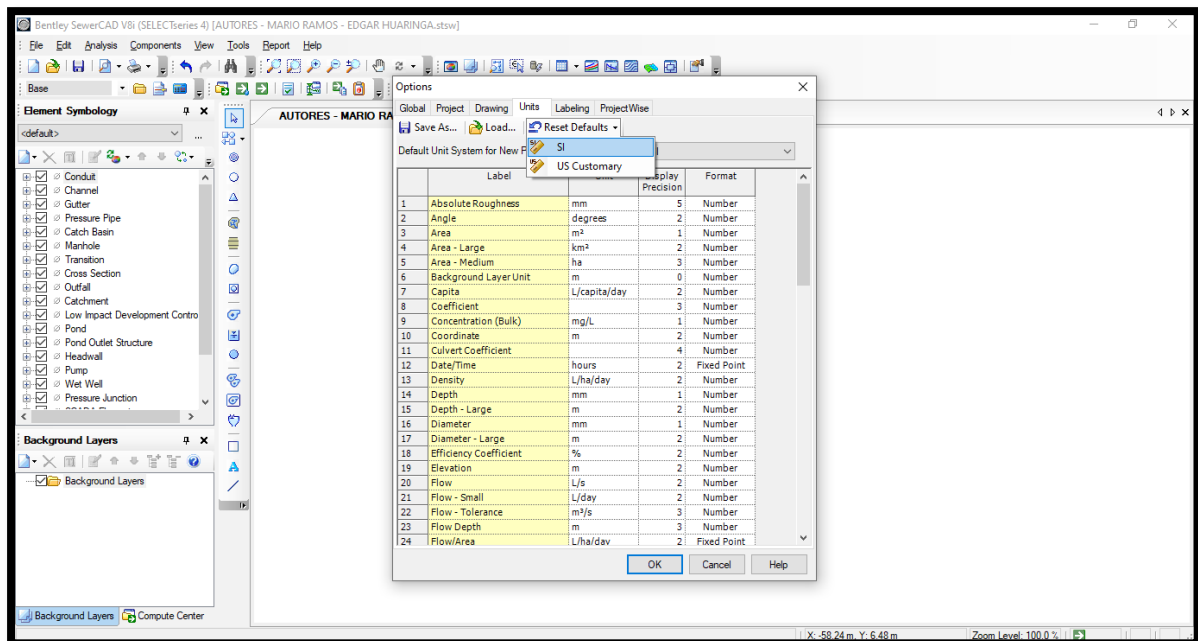 Bentley SewerCAD V8i (SELECTseries 4) [AUTORES - MARIO RAMOS - EDGAR HUARINGA.stsw]
File Edit Analysis Components View Tools Report Help
Base
Element Symbology
<default>
Conduit
Channel
Gutter
Pressure Pipe
Catch Basin
Manhole
Transition
Cross Section
Outfall
Catchment
Low Impact Development Contro
Pond
Pond Outlet Structure
Headwall
Pump
Wet Well
Pressure Junction
Background Layers
Background Layers
Background Layers Compute Center
AUTORES - MARIO RA
Options
Global Project Drawing Units Labeling ProjectWise
Save As... Load... Reset Defaults
SI
US Customary
Default Unit System for New P
Label Display Precision Format
1 Absolute Roughness mm 5 Number
2 Angle degrees 2 Number
3 Area m² 1 Number
4 Area - Large km² 2 Number
5 Area - Medium ha 3 Number
6 Background Layer Unit m 0 Number
7 Capita L/capita/day 2 Number
8 Coefficient 3 Number
9 Concentration (Bulk) mg/L 1 Number
10 Coordinate m 2 Number
11 Culvert Coefficient 4 Number
12 Date/Time hours 2 Fixed Point
13 Density L/ha/day 2 Number
14 Depth mm 1 Number
15 Depth - Large m 2 Number
16 Diameter mm 1 Number
17 Diameter - Large m 2 Number
18 Efficiency Coefficient % 2 Number
19 Elevation m 2 Number
20 Flow L/s 2 Number
21 Flow - Small L/day 2 Number
22 Flow - Tolerance m³/s 3 Number
23 Flow Depth m 3 Number
24 Flow/Area L/ha/day 2 Fixed Point
OK Cancel Help
X: -58.24 m, Y: 6.48 m Zoom Level: 100.0 %